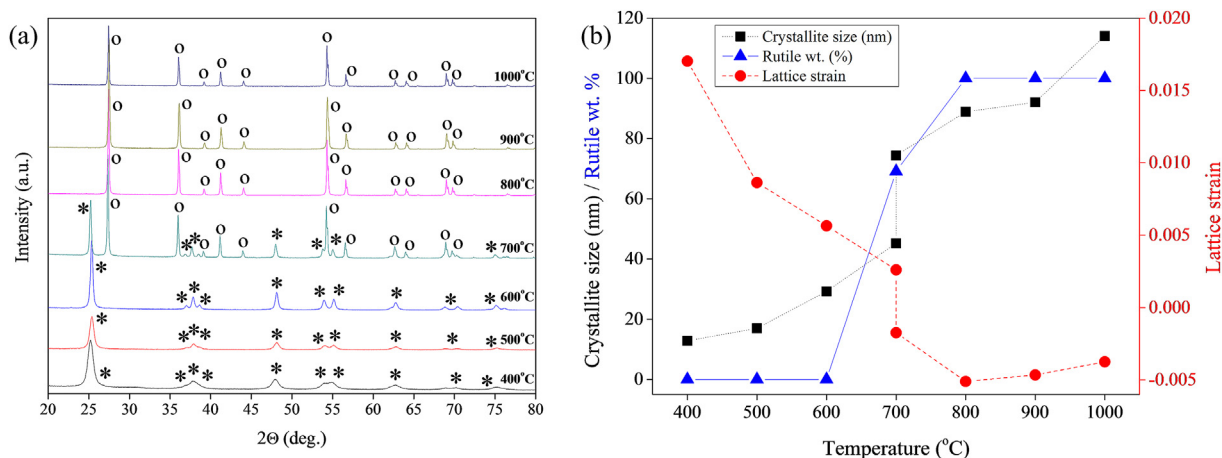 (a)
Intensity (a.u.)
o o o o o o o o o o 1000°C
o o o o o o o o o o 900°C
o o o o o o o o o o 800°C
* o o * * o o o * * o * o o o o o * 700°C
* * * * * * * * * * 600°C
* * * * * * * * * * 500°C
* * * * * * * * * * 400°C
20 25 30 35 40 45 50 55 60 65 70 75 80
2Θ (deg.)
(b)
Crystallite size (nm) / Rutile wt. %
120
100
80
60
40
20
0
Crystallite size (nm)
Rutile wt. (%)
Lattice strain
400 500 600 700 800 900 1000
Temperature (°C)
0.020
0.015
0.010
0.005
0.000
-0.005
Lattice strain